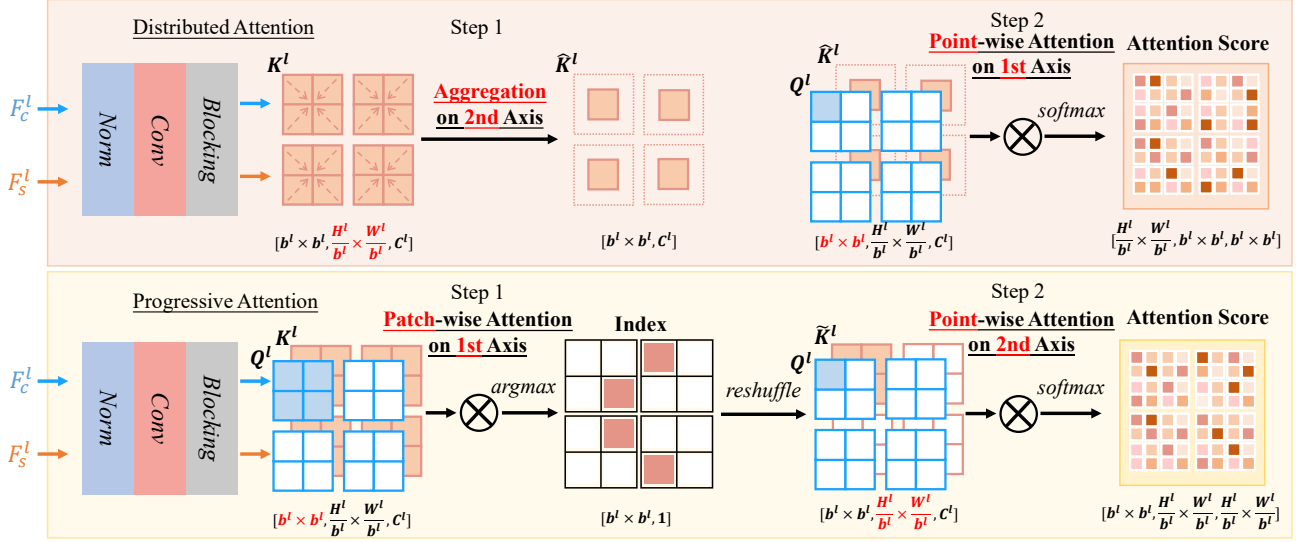 Distributed Attention
Step 1
Step 2
F_c^l
F_s^l
Norm
Conv
Blocking
K^l
Aggregation
on 2nd Axis
K̂^l
K̂^l
Q^l
Point-wise Attention
on 1st Axis
softmax
Attention Score
[b^l × b^l, H^l/b^l × W^l/b^l, C^l]
[b^l × b^l, C^l]
[b^l × b^l, H^l/b^l × W^l/b^l, C^l]
[H^l/b^l × W^l/b^l, b^l × b^l, b^l × b^l]
Progressive Attention
Step 1
Step 2
F_c^l
F_s^l
Norm
Conv
Blocking
K^l
Q^l
Patch-wise Attention
on 1st Axis
argmax
Index
reshuffle
K̃^l
Q^l
Point-wise Attention
on 2nd Axis
softmax
Attention Score
[b^l × b^l, H^l/b^l × W^l/b^l, C^l]
[b^l × b^l, 1]
[b^l × b^l, H^l/b^l × W^l/b^l, C^l]
[b^l × b^l, H^l/b^l × W^l/b^l, H^l/b^l × W^l/b^l]